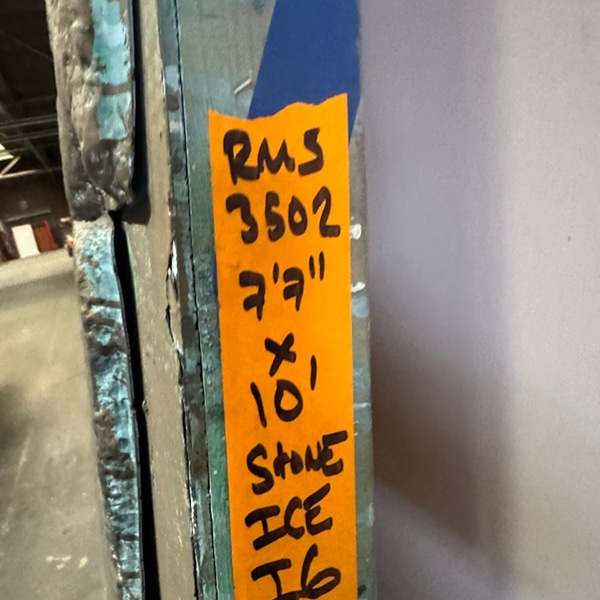 RMS
3502
7'7"
x
10'
STONE
ICE
I6